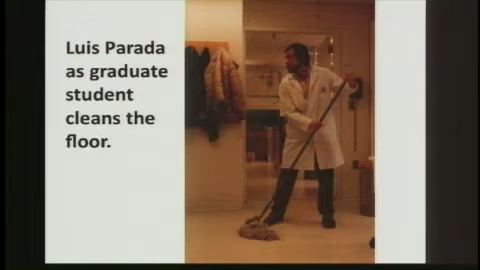 Luis Parada
as graduate
student
cleans the
floor.